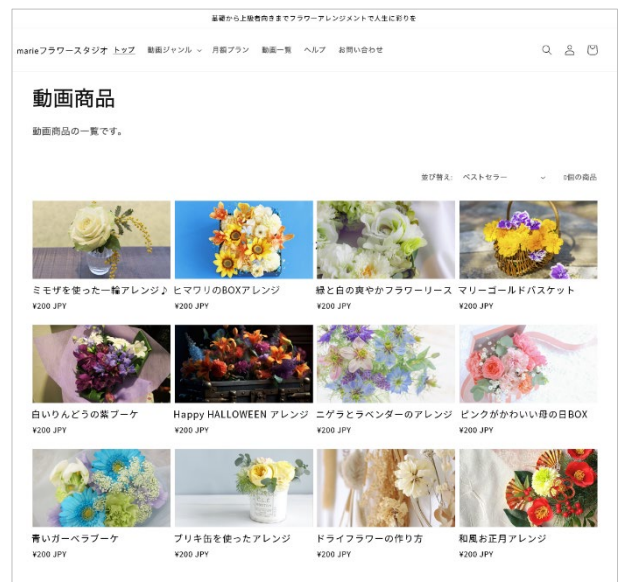 基礎から上級者向きまでフラワーアレンジメントで人生に彩りを
marieフラワースタジオ トップ 動画ジャンル 月額プラン 動画一覧 ヘルプ お問い合わせ
動画商品
動画商品の一覧です。
並び替え: ベストセラー 9個の商品
ミモザを使った一輪アレンジ♪ ヒマワリのBOXアレンジ 緑と白の爽やかフラワーリース マリーゴールドバスケット
¥200 JPY ¥200 JPY ¥200 JPY ¥200 JPY
白いりんどうの紫ブーケ Happy HALLOWEEN アレンジ ニゲラとラベンダーのアレンジ ピンクがかわいい母の日BOX
¥200 JPY ¥200 JPY ¥200 JPY ¥200 JPY
青いガーベラブーケ ブリキ缶を使ったアレンジ ドライフラワーの作り方 和風お正月アレンジ
¥200 JPY ¥200 JPY ¥200 JPY ¥200 JPY